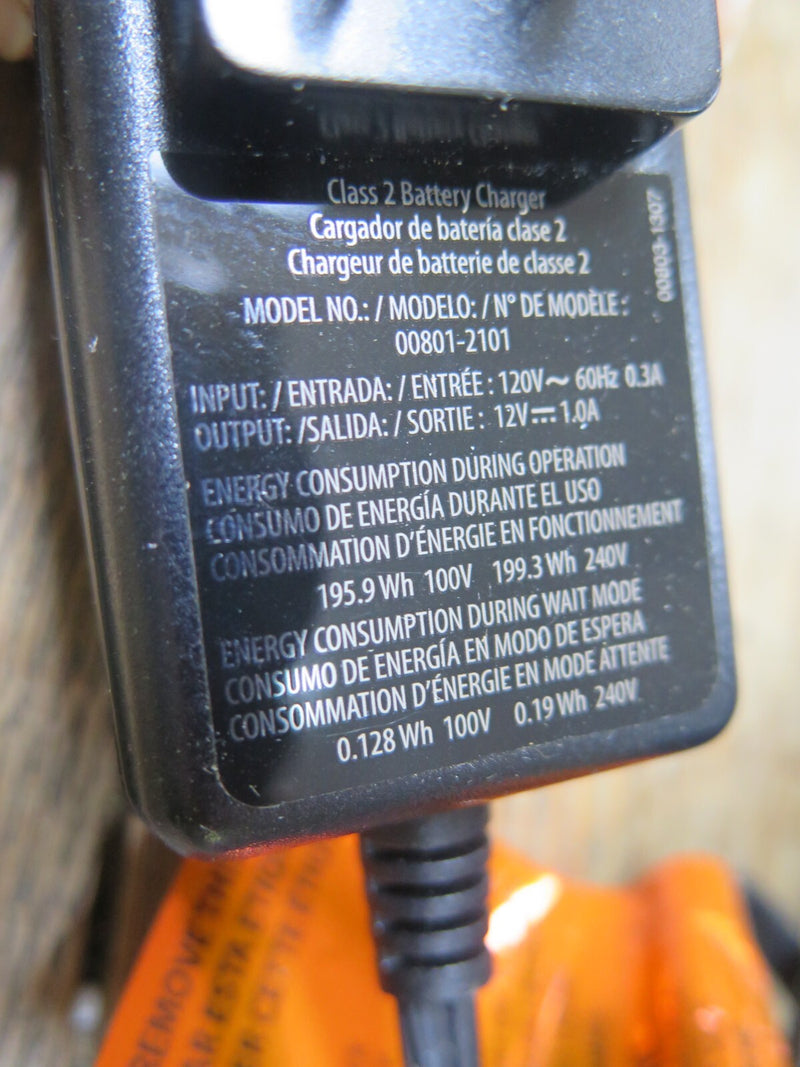 Class 2 Battery Charger
Cargador de batería clase 2
Chargeur de batterie de classe 2
00803-1307
MODEL NO.: / MODELO: / N° DE MODÈLE :
00801-2101
INPUT: / ENTRADA: / ENTRÉE : 120V~ 60Hz 0.3A
OUTPUT: /SALIDA: / SORTIE : 12V⎓ 1.0A
ENERGY CONSUMPTION DURING OPERATION
CONSUMO DE ENERGÍA DURANTE EL USO
CONSOMMATION D'ÉNERGIE EN FONCTIONNEMENT
195.9 Wh 100V 199.3 Wh 240V
ENERGY CONSUMPTION DURING WAIT MODE
CONSUMO DE ENERGÍA EN MODO DE ESPERA
CONSOMMATION D'ÉNERGIE EN MODE ATTENTE
0.128 Wh 100V 0.19 Wh 240V
REMOVE
ESTA